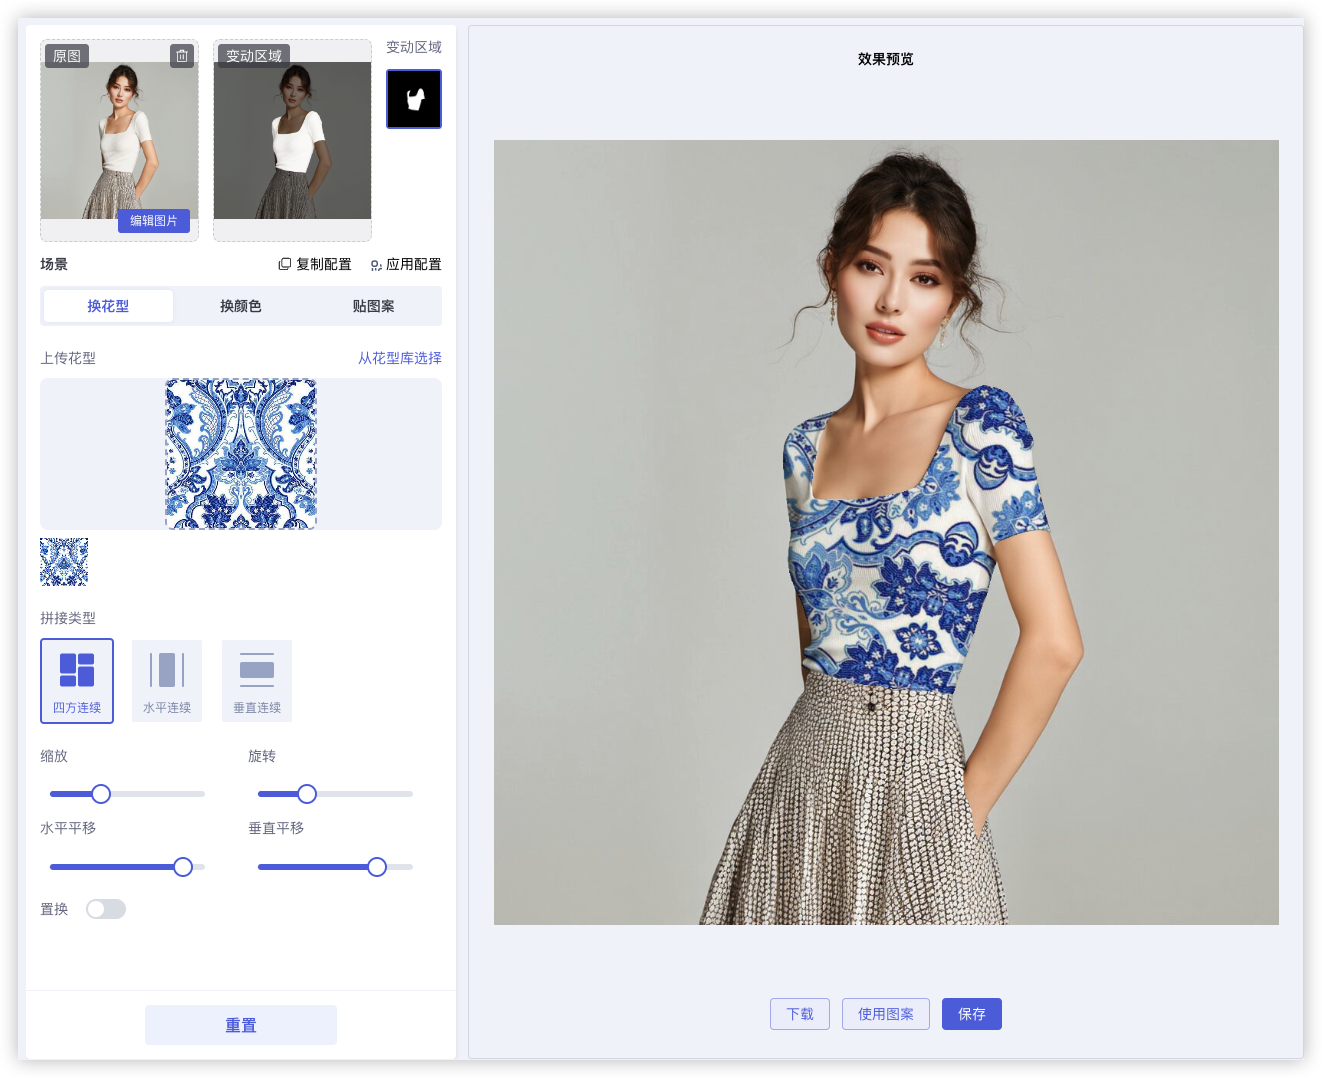 原图
变动区域
变动区域
编辑图片
场景
复制配置
应用配置
换花型
换颜色
贴图案
上传花型
从花型库选择
拼接类型
四方连续
水平连续
垂直连续
缩放
旋转
水平平移
垂直平移
置换
重置
效果预览
下载
使用图案
保存